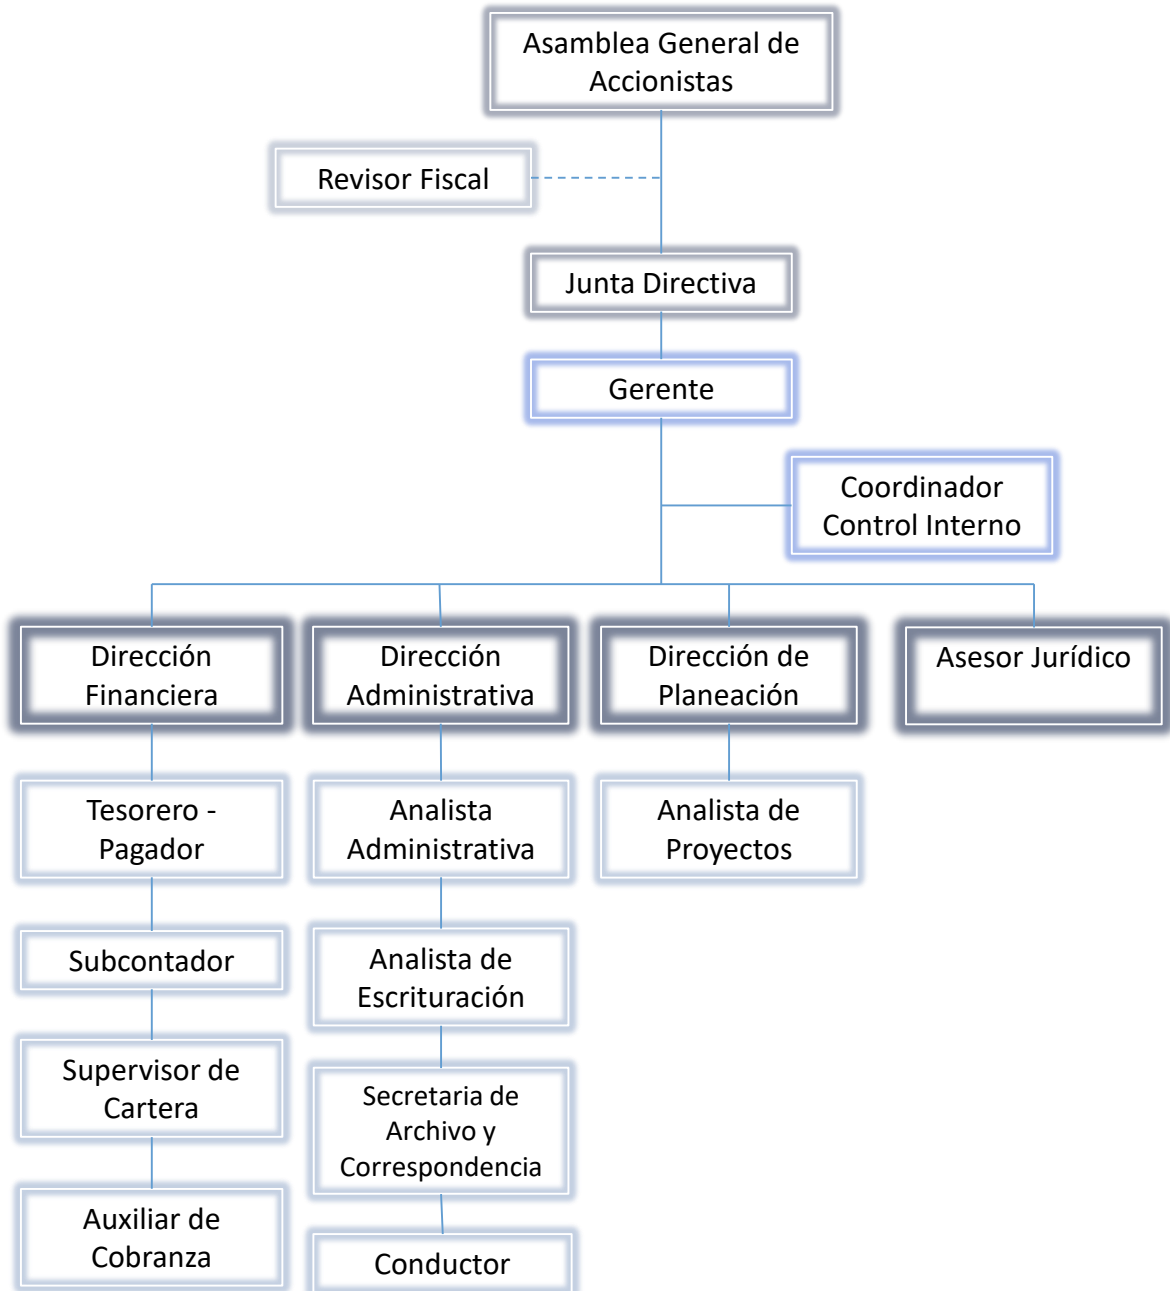 Asamblea General de
Accionistas
Revisor Fiscal
Junta Directiva
Gerente
Coordinador
Control Interno
Dirección
Financiera
Dirección
Administrativa
Dirección de
Planeación
Asesor Jurídico
Tesorero -
Pagador
Analista
Administrativa
Analista de
Proyectos
Subcontador
Analista de
Escrituración
Supervisor de
Cartera
Secretaria de
Archivo y
Correspondencia
Auxiliar de
Cobranza
Conductor